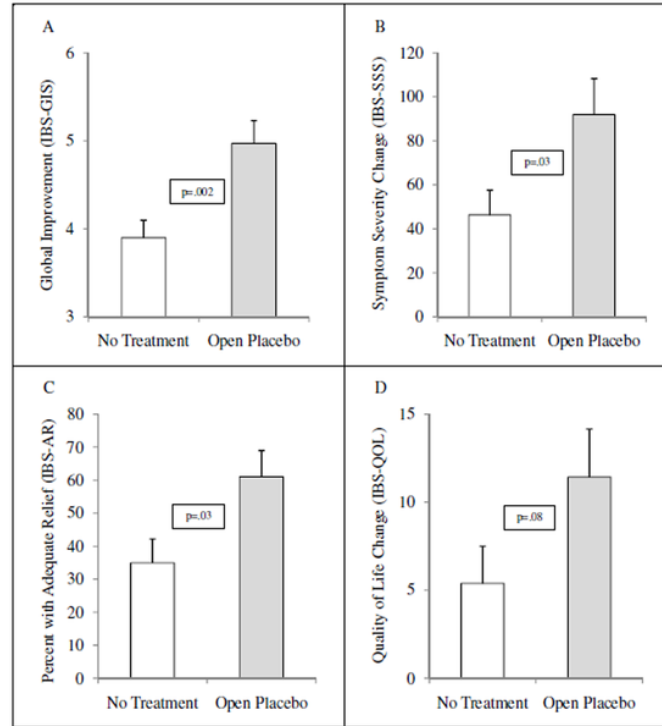 A
Global Improvement (IBS-GIS)
6
5
4
3
p=.002
No Treatment Open Placebo
B
Symptom Severity Change (IBS-SSS)
120
100
80
60
40
20
0
p=.03
No Treatment Open Placebo
C
Percent with Adequate Relief (IBS-AR)
80
70
60
50
40
30
20
10
0
p=.03
No Treatment Open Placebo
D
Quality of Life Change (IBS-QOL)
15
10
5
0
p=.08
No Treatment Open Placebo